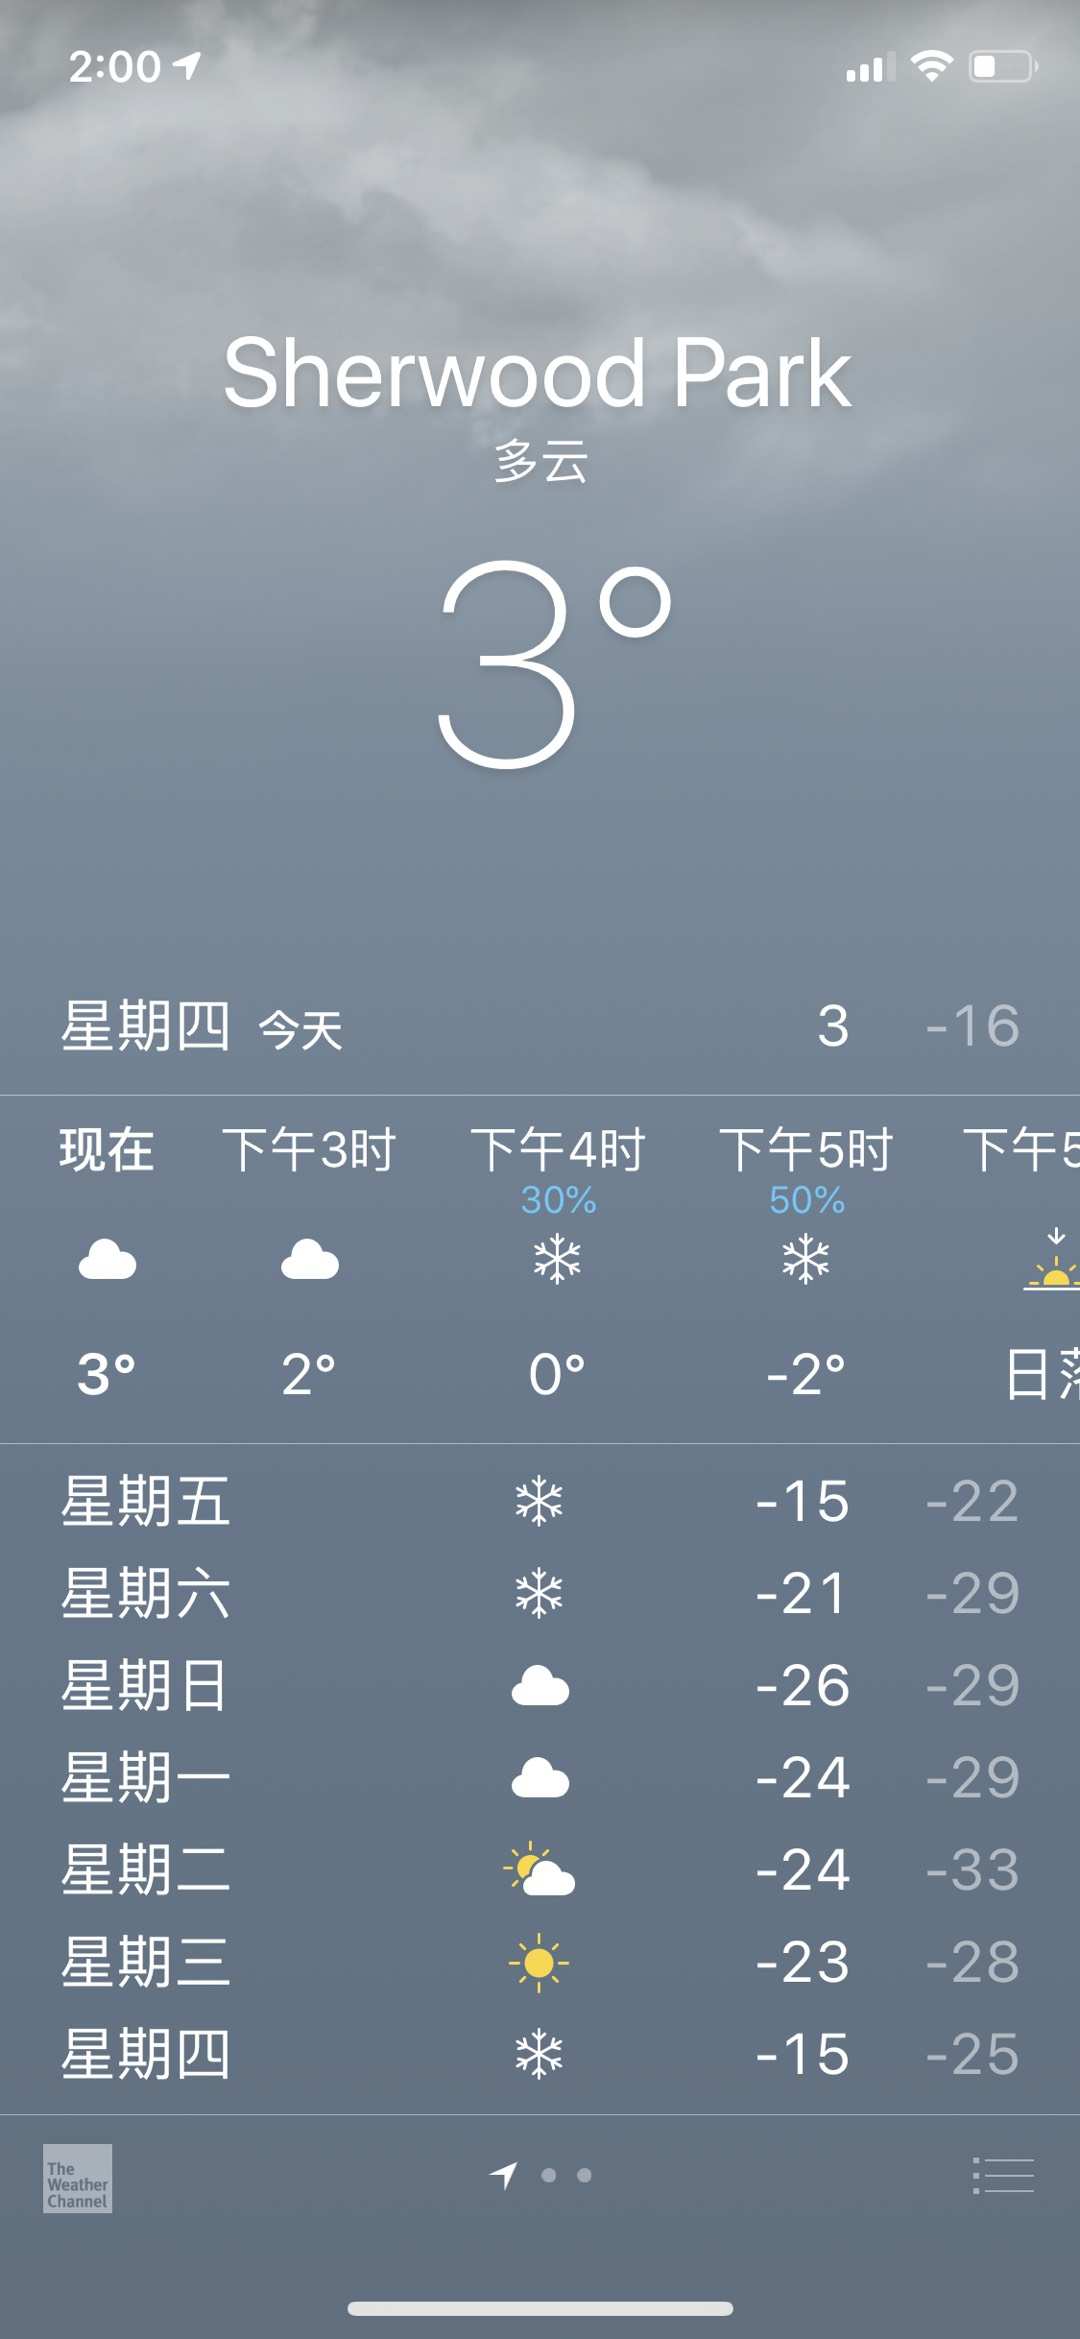 2:00
Sherwood Park
多云
3°
星期四 今天 3 -16
现在 下午3时 下午4时 下午5时 下午5
30% 50%
3° 2° 0° -2° 日落
星期五 -15 -22
星期六 -21 -29
星期日 -26 -29
星期一 -24 -29
星期二 -24 -33
星期三 -23 -28
星期四 -15 -25
The
Weather
Channel